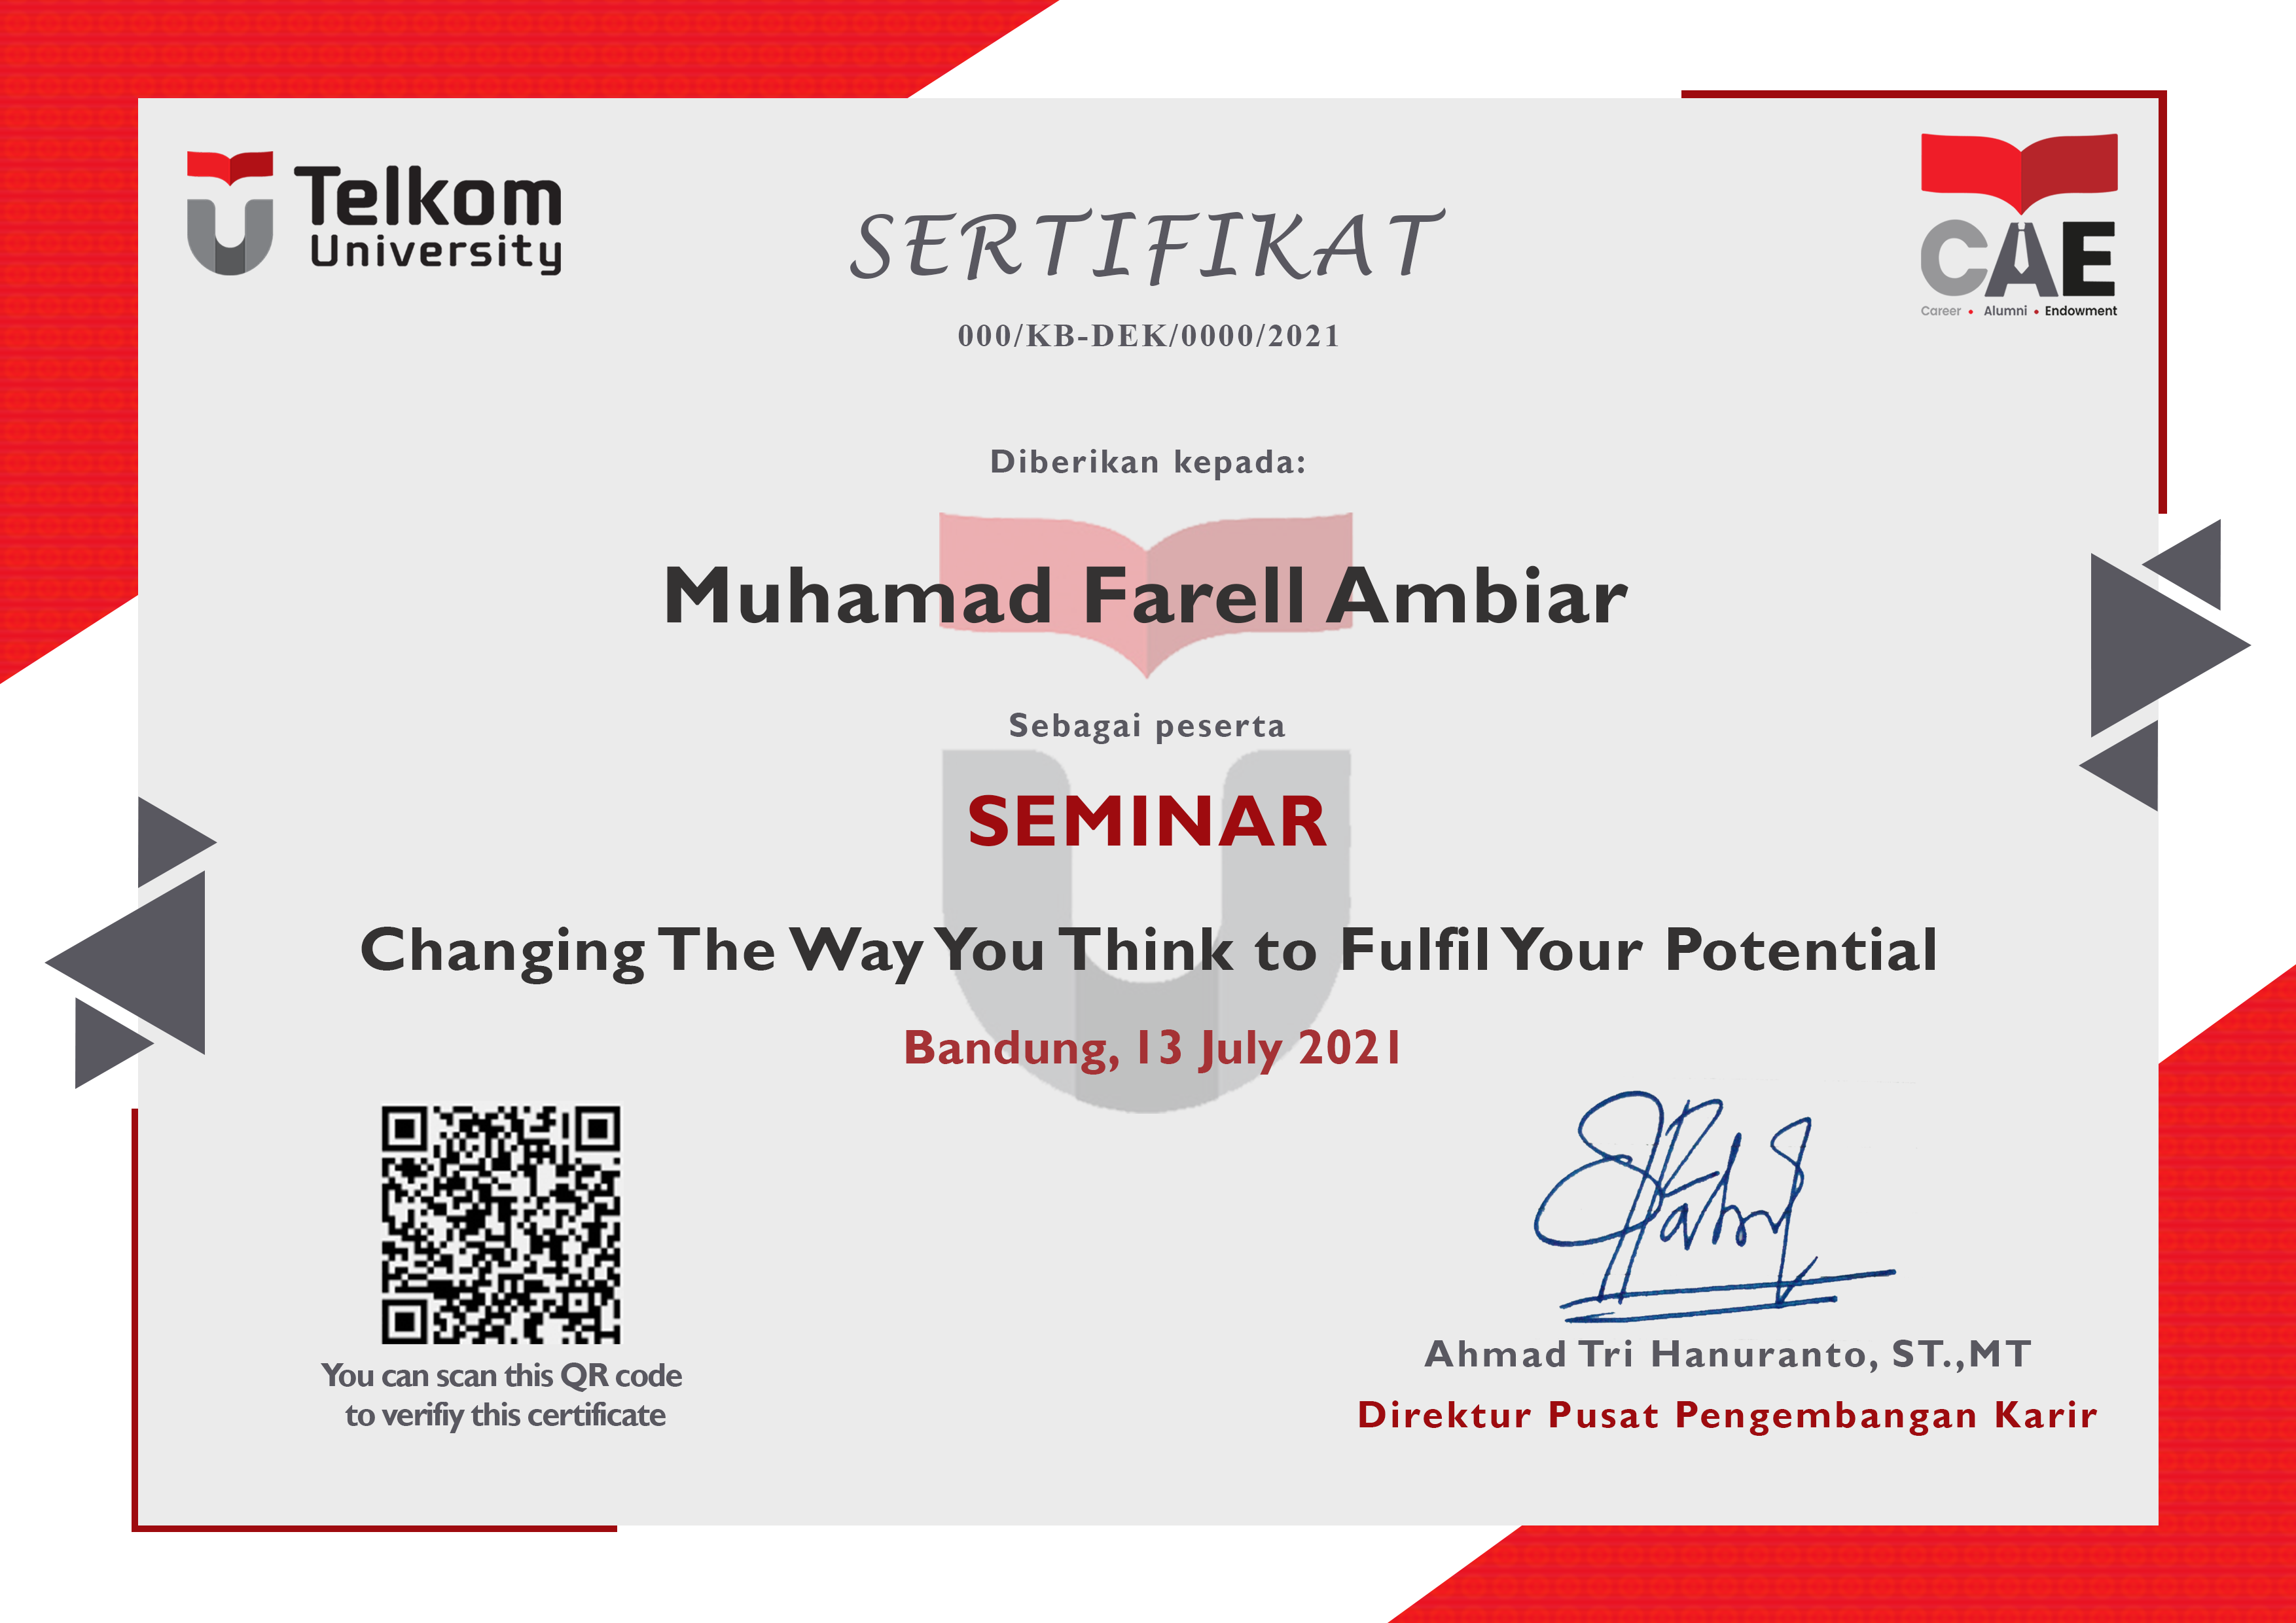 Telkom
University
CAE
Career • Alumni • Endowment
SERTIFIKAT
000/KB-DEK/0000/2021
Diberikan kepada:
Muhamad Farell Ambiar
Sebagai peserta
SEMINAR
Changing The Way You Think to Fulfil Your Potential
Bandung, 13 July 2021
You can scan this QR code
to verifiy this certificate
Ahmad Tri Hanuranto, ST.,MT
Direktur Pusat Pengembangan Karir